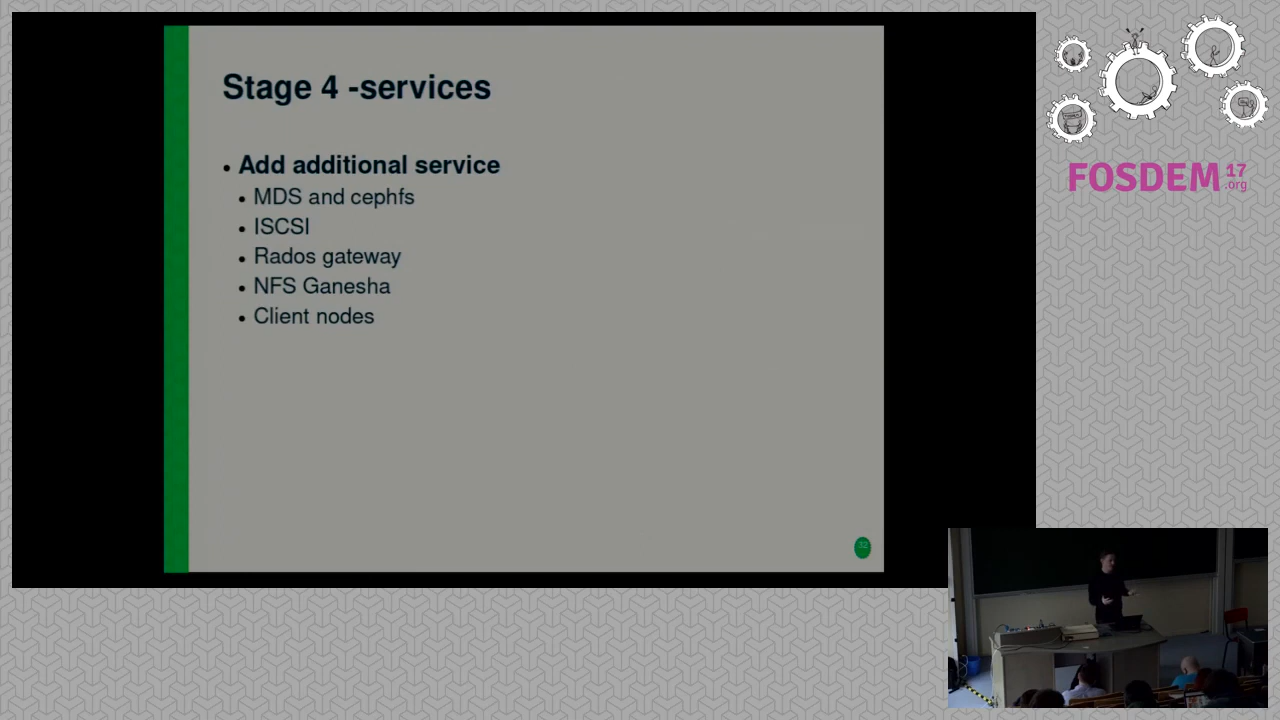 Stage 4 -services
• Add additional service
• MDS and cephfs
• ISCSI
• Rados gateway
• NFS Ganesha
• Client nodes
32
FOSDEM 17
.org